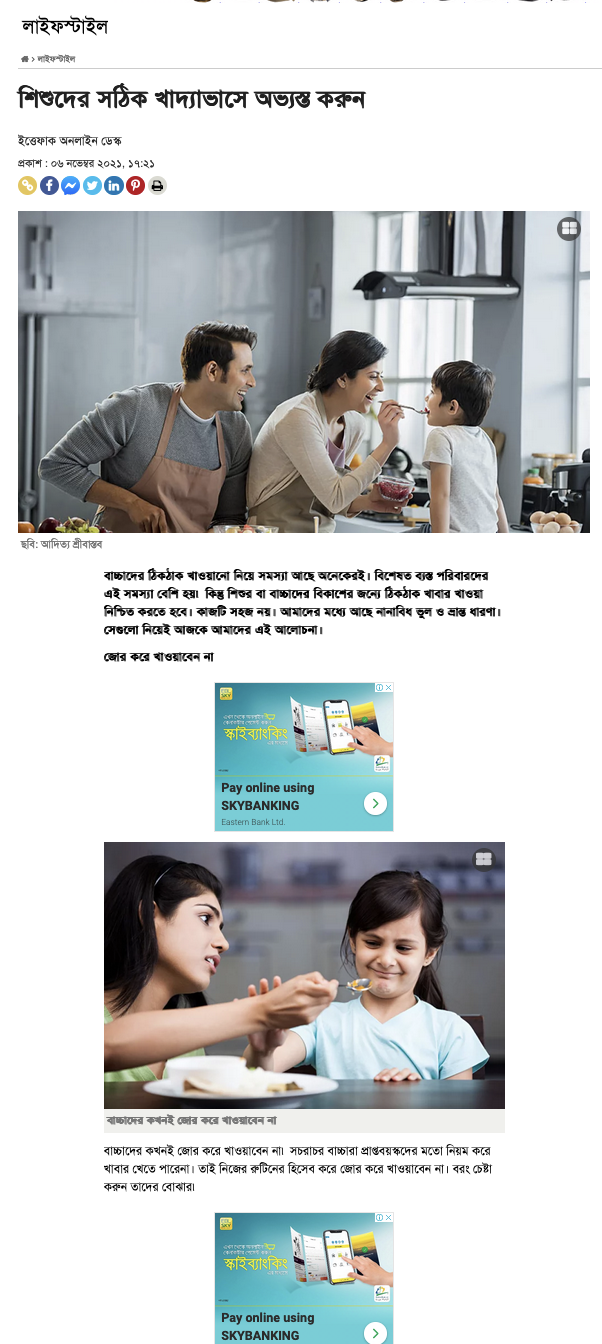 লাইফস্টাইল
লাইফস্টাইল
শিশুদের সঠিক খাদ্যাভাসে অভ্যস্ত করুন
ইত্তেফাক অনলাইন ডেস্ক
প্রকাশ : ০৬ নভেম্বর ২০২১, ১৭:২১
ছবি: আদিত্য শ্রীবাস্তব
বাচ্চাদের ঠিকঠাক খাওয়ানো নিয়ে সমস্যা আছে অনেকেরই। বিশেষত ব্যস্ত পরিবারদের
এই সমস্যা বেশি হয়৷ কিন্তু শিশুর বা বাচ্চাদের বিকাশের জন্যে ঠিকঠাক খাবার খাওয়া
নিশ্চিত করতে হবে। কাজটি সহজ নয়। আমাদের মধ্যে আছে নানাবিধ ভুল ও ভ্রান্ত ধারণা।
সেগুলো নিয়েই আজকে আমাদের এই আলোচনা।
জোর করে খাওয়াবেন না
SKY
স্কাইব্যাংকিং
Pay online using
SKYBANKING
Eastern Bank Ltd.
বাচ্চাদের কখনই জোর করে খাওয়াবেন না
বাচ্চাদের কখনই জোর করে খাওয়াবেন না৷ সচরাচর বাচ্চারা প্রাপ্তবয়স্কদের মতো নিয়ম করে
খাবার খেতে পারেনা। তাই নিজের রুটিনের হিসেব করে জোর করে খাওয়াবেন না। বরং চেষ্টা
করুন তাদের বোঝার৷
SKY
স্কাইব্যাংকিং
Pay online using
SKYBANKING